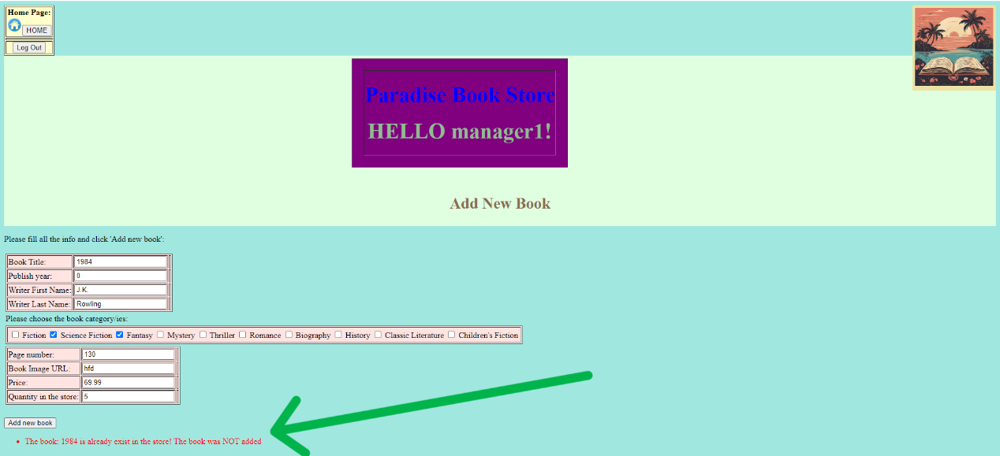 Home Page:
HOME
Log Out
Paradise Book Store
HELLO manager1!
Add New Book
Please fill all the info and click 'Add new book':
Book Title: 1984
Publish year: 0
Writer First Name: J.K.
Writer Last Name: Rowling
Please choose the book category/ies:
Fiction Science Fiction Fantasy Mystery Thriller Romance Biography History Classic Literature Children's Fiction
Page number: 130
Book Image URL: hfd
Price: 69.99
Quantity in the store: 5
Add new book
The book: 1984 is already exist in the store! The book was NOT added